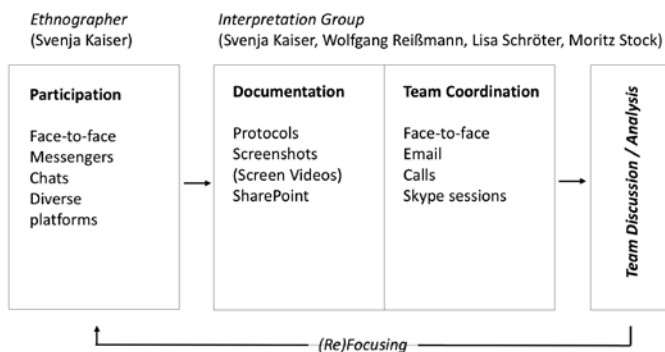 Ethnographer
(Svenja Kaiser)
Interpretation Group
(Svenja Kaiser, Wolfgang Reißmann, Lisa Schröter, Moritz Stock)
Participation
Face-to-face
Messengers
Chats
Diverse
platforms
Documentation
Protocols
Screenshots
(Screen Videos)
SharePoint
Team Coordination
Face-to-face
Email
Calls
Skype sessions
Team Discussion / Analysis
(Re)Focusing